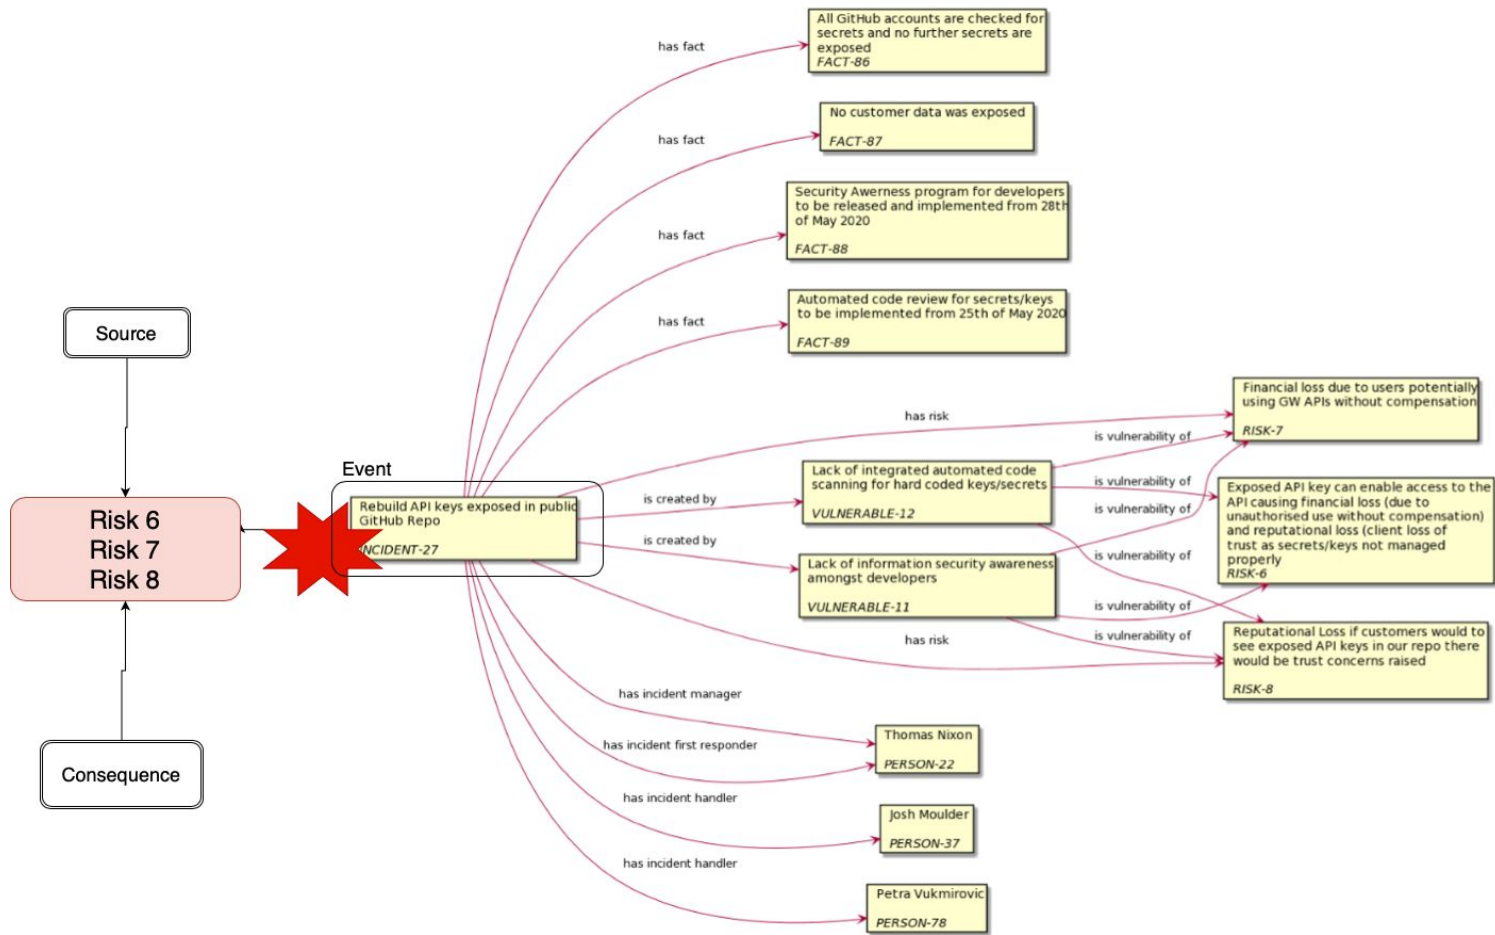 All GitHub accounts are checked for
secrets and no further secrets are
exposed
FACT-86
has fact
No customer data was exposed
FACT-87
has fact
Security Awerness program for developers
to be released and implemented from 28th
of May 2020
FACT-88
has fact
Automated code review for secrets/keys
to be implemented from 25th of May 2020
FACT-89
has fact
Source
Risk 6
Risk 7
Risk 8
Consequence
Event
Rebuild API keys exposed in public
GitHub Repo
NCIDENT-27
has risk
is created by
is created by
has risk
Lack of integrated automated code
scanning for hard coded keys/secrets
VULNERABLE-12
Lack of information security awareness
amongst developers
VULNERABLE-11
is vulnerability of
is vulnerability of
is vulnerability of
is vulnerability of
is vulnerability of
is vulnerability of
Financial loss due to users potentially
using GW APIs without compensation
RISK-7
Exposed API key can enable access to the
API causing financial loss (due to
unauthorised use without compensation)
and reputational loss (client loss of
trust as secrets/keys not managed
properly
RISK-6
Reputational Loss if customers would to
see exposed API keys in our repo there
would be trust concerns raised
RISK-8
has incident manager
has incident first responder
Thomas Nixon
PERSON-22
has incident handler
Josh Moulder
PERSON-37
has incident handler
Petra Vukmirovic
PERSON-78